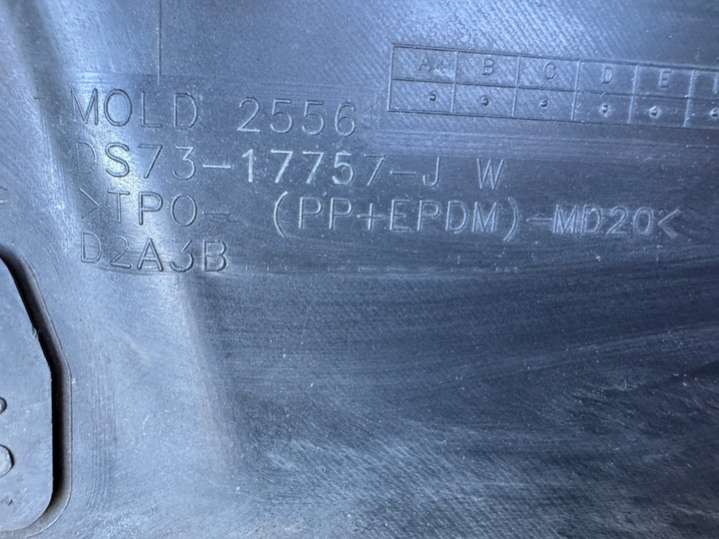 A B C D E
MOLD 2556
DS73-17757-J W
>TPO- (PP+EPDM)-MD20<
D2A3B